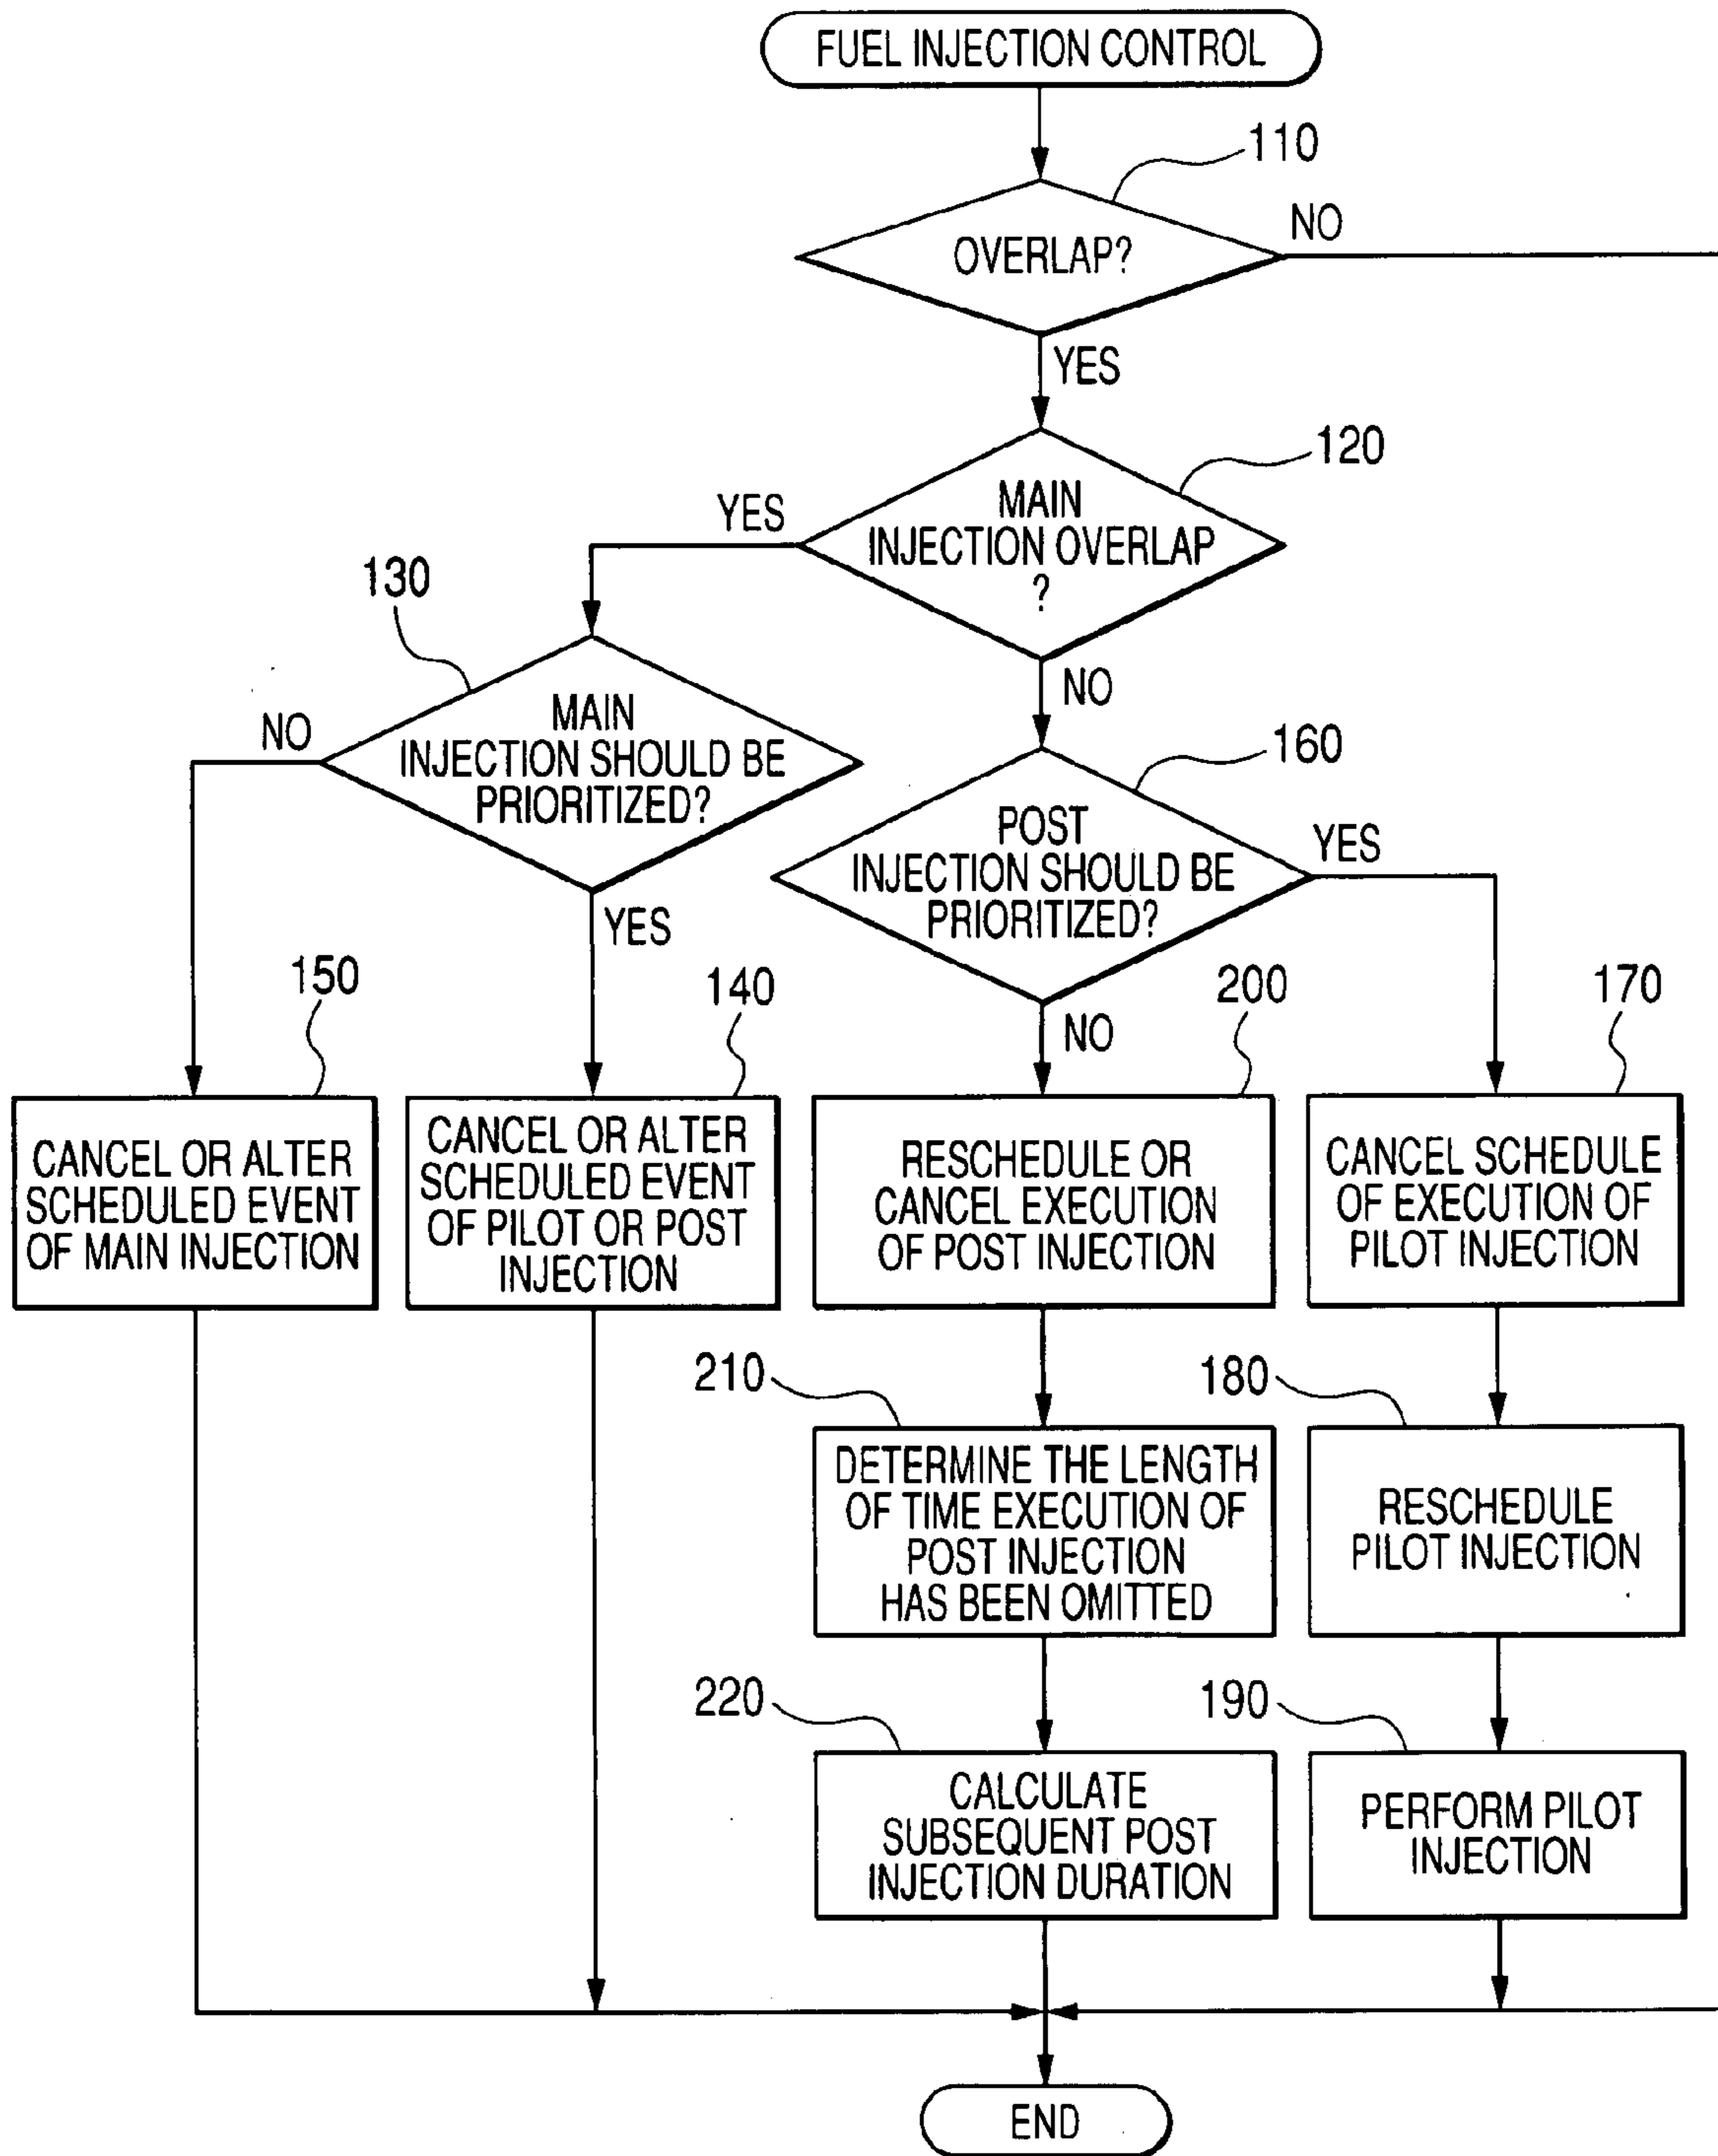 FUEL INJECTION CONTROL
110
OVERLAP?
NO
YES
120
MAIN
INJECTION OVERLAP
?
YES
NO
130
MAIN
INJECTION SHOULD BE
PRIORITIZED?
NO
YES
160
POST
INJECTION SHOULD BE
PRIORITIZED?
YES
NO
150
CANCEL OR ALTER
SCHEDULED EVENT
OF MAIN INJECTION
140
CANCEL OR ALTER
SCHEDULED EVENT
OF PILOT OR POST
INJECTION
200
RESCHEDULE OR
CANCEL EXECUTION
OF POST INJECTION
170
CANCEL SCHEDULE
OF EXECUTION OF
PILOT INJECTION
210
DETERMINE THE LENGTH
OF TIME EXECUTION OF
POST INJECTION
HAS BEEN OMITTED
180
RESCHEDULE
PILOT INJECTION
220
CALCULATE
SUBSEQUENT POST
INJECTION DURATION
190
PERFORM PILOT
INJECTION
END